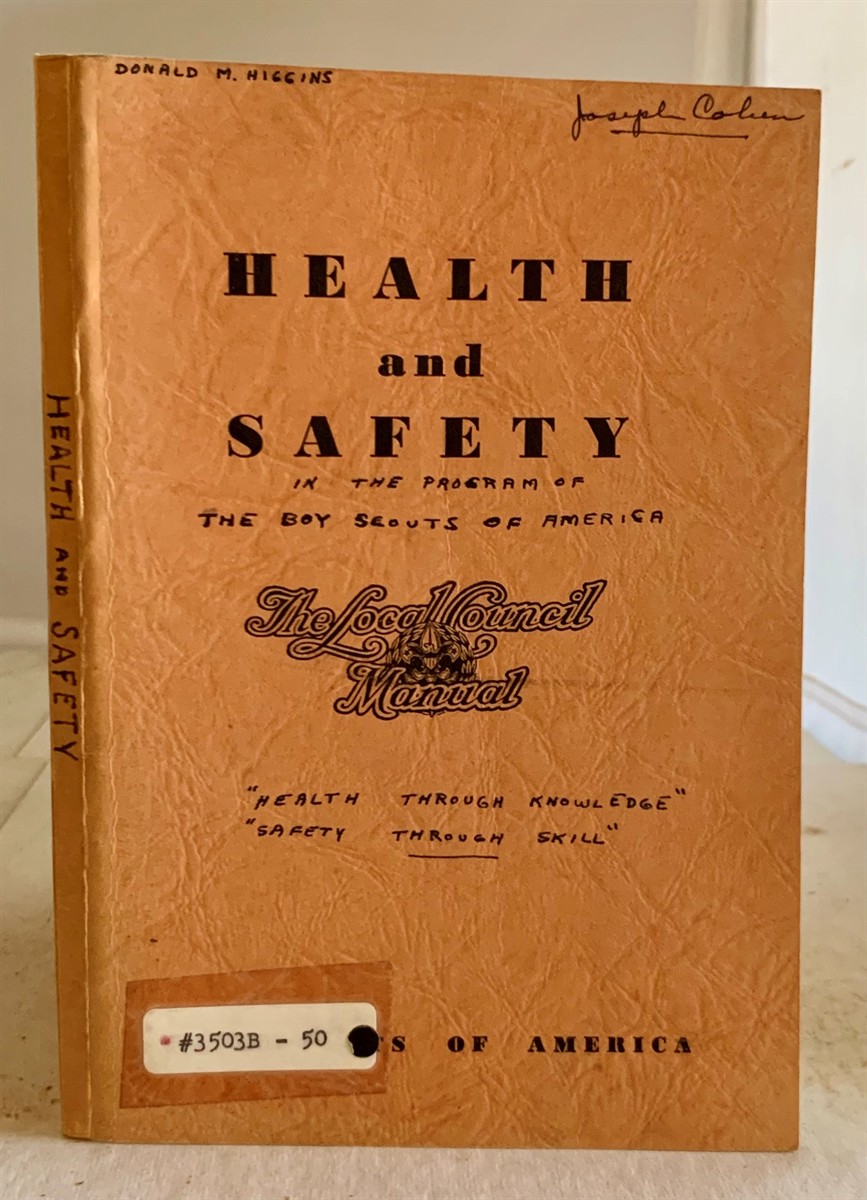 DONALD M. HIGGINS
Joseph Cohen
HEALTH
and
SAFETY
IN THE PROGRAM OF
THE BOY SCOUTS OF AMERICA
The Local Council
Manual
"HEALTH THROUGH KNOWLEDGE"
"SAFETY THROUGH SKILL"
#3503B - 50
TS OF AMERICA
HEALTH AND SAFETY